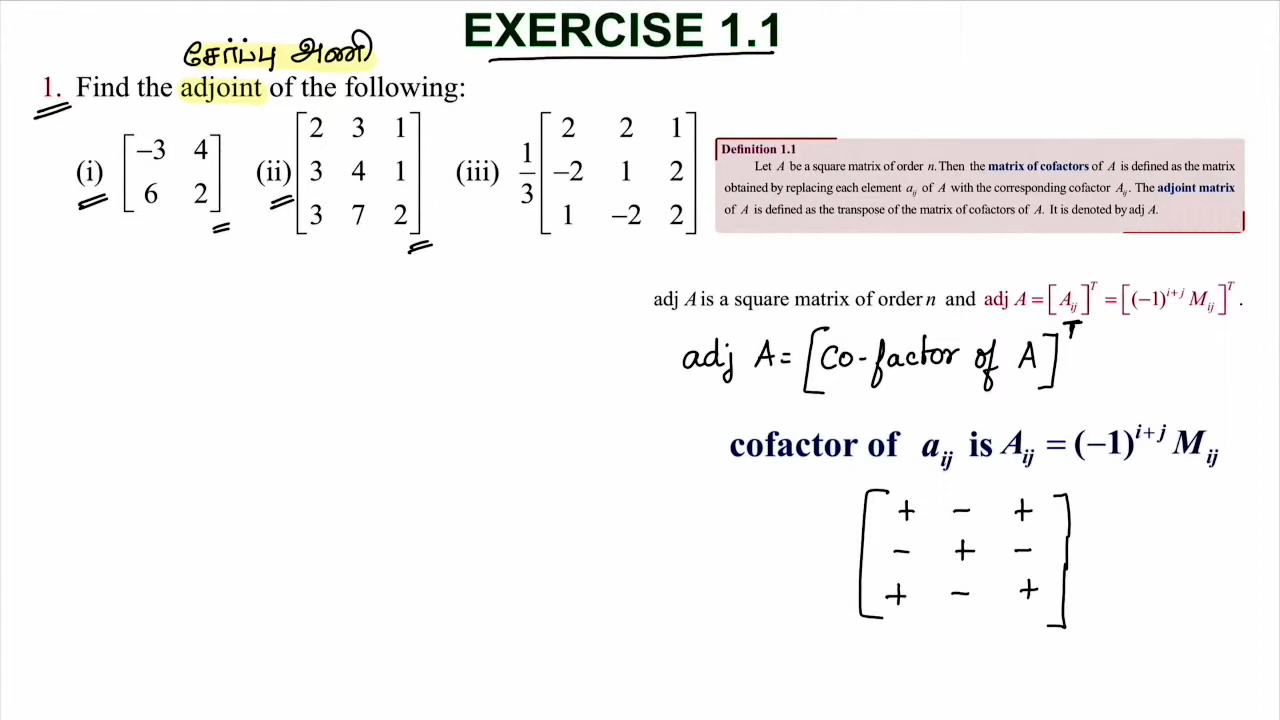 EXERCISE 1.1
சேர்ப்பு அணி
1. Find the adjoint of the following:
(i) [−3 4
6 2]
(ii) [2 3 1
3 4 1
3 7 2]
(iii) 1/3 [2 2 1
−2 1 2
1 −2 2]
Definition 1.1
Let A be a square matrix of order n. Then the matrix of cofactors of A is defined as the matrix
obtained by replacing each element a_ij of A with the corresponding cofactor A_ij. The adjoint matrix
of A is defined as the transpose of the matrix of cofactors of A. It is denoted by adj A.
adj A is a square matrix of order n and adj A = [A_ij]^T = [(−1)^{i+j} M_ij]^T.
adj A = [Co-factor of A]^T
cofactor of a_ij is A_ij = (−1)^{i+j} M_ij
[+ − +
− + −
+ − +]